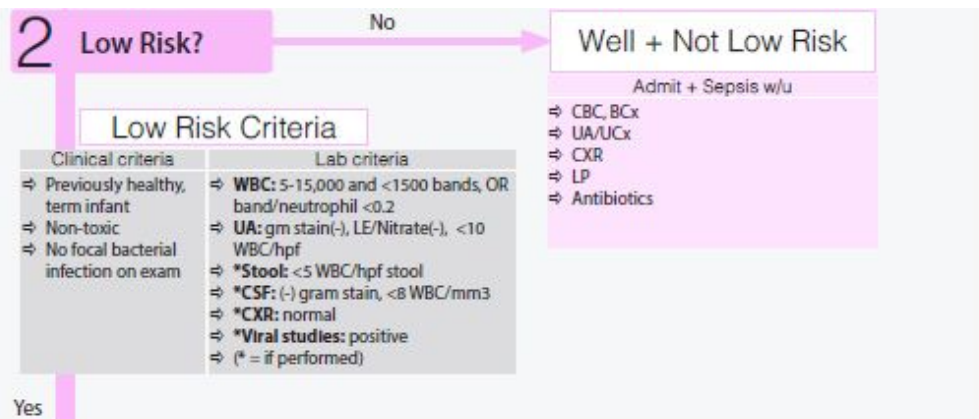 2 Low Risk?
No
Well + Not Low Risk
Admit + Sepsis w/u
⇨ CBC, BCx
⇨ UA/UCx
⇨ CXR
⇨ LP
⇨ Antibiotics
Low Risk Criteria
Clinical criteria
⇨ Previously healthy,
term infant
⇨ Non-toxic
⇨ No focal bacterial
infection on exam
Lab criteria
⇨ WBC: 5-15,000 and <1500 bands, OR
band/neutrophil <0.2
⇨ UA: gm stain(-), LE/Nitrate(-), <10
WBC/hpf
⇨ *Stool: <5 WBC/hpf stool
⇨ *CSF: (-) gram stain, <8 WBC/mm3
⇨ *CXR: normal
⇨ *Viral studies: positive
⇨ (* = if performed)
Yes